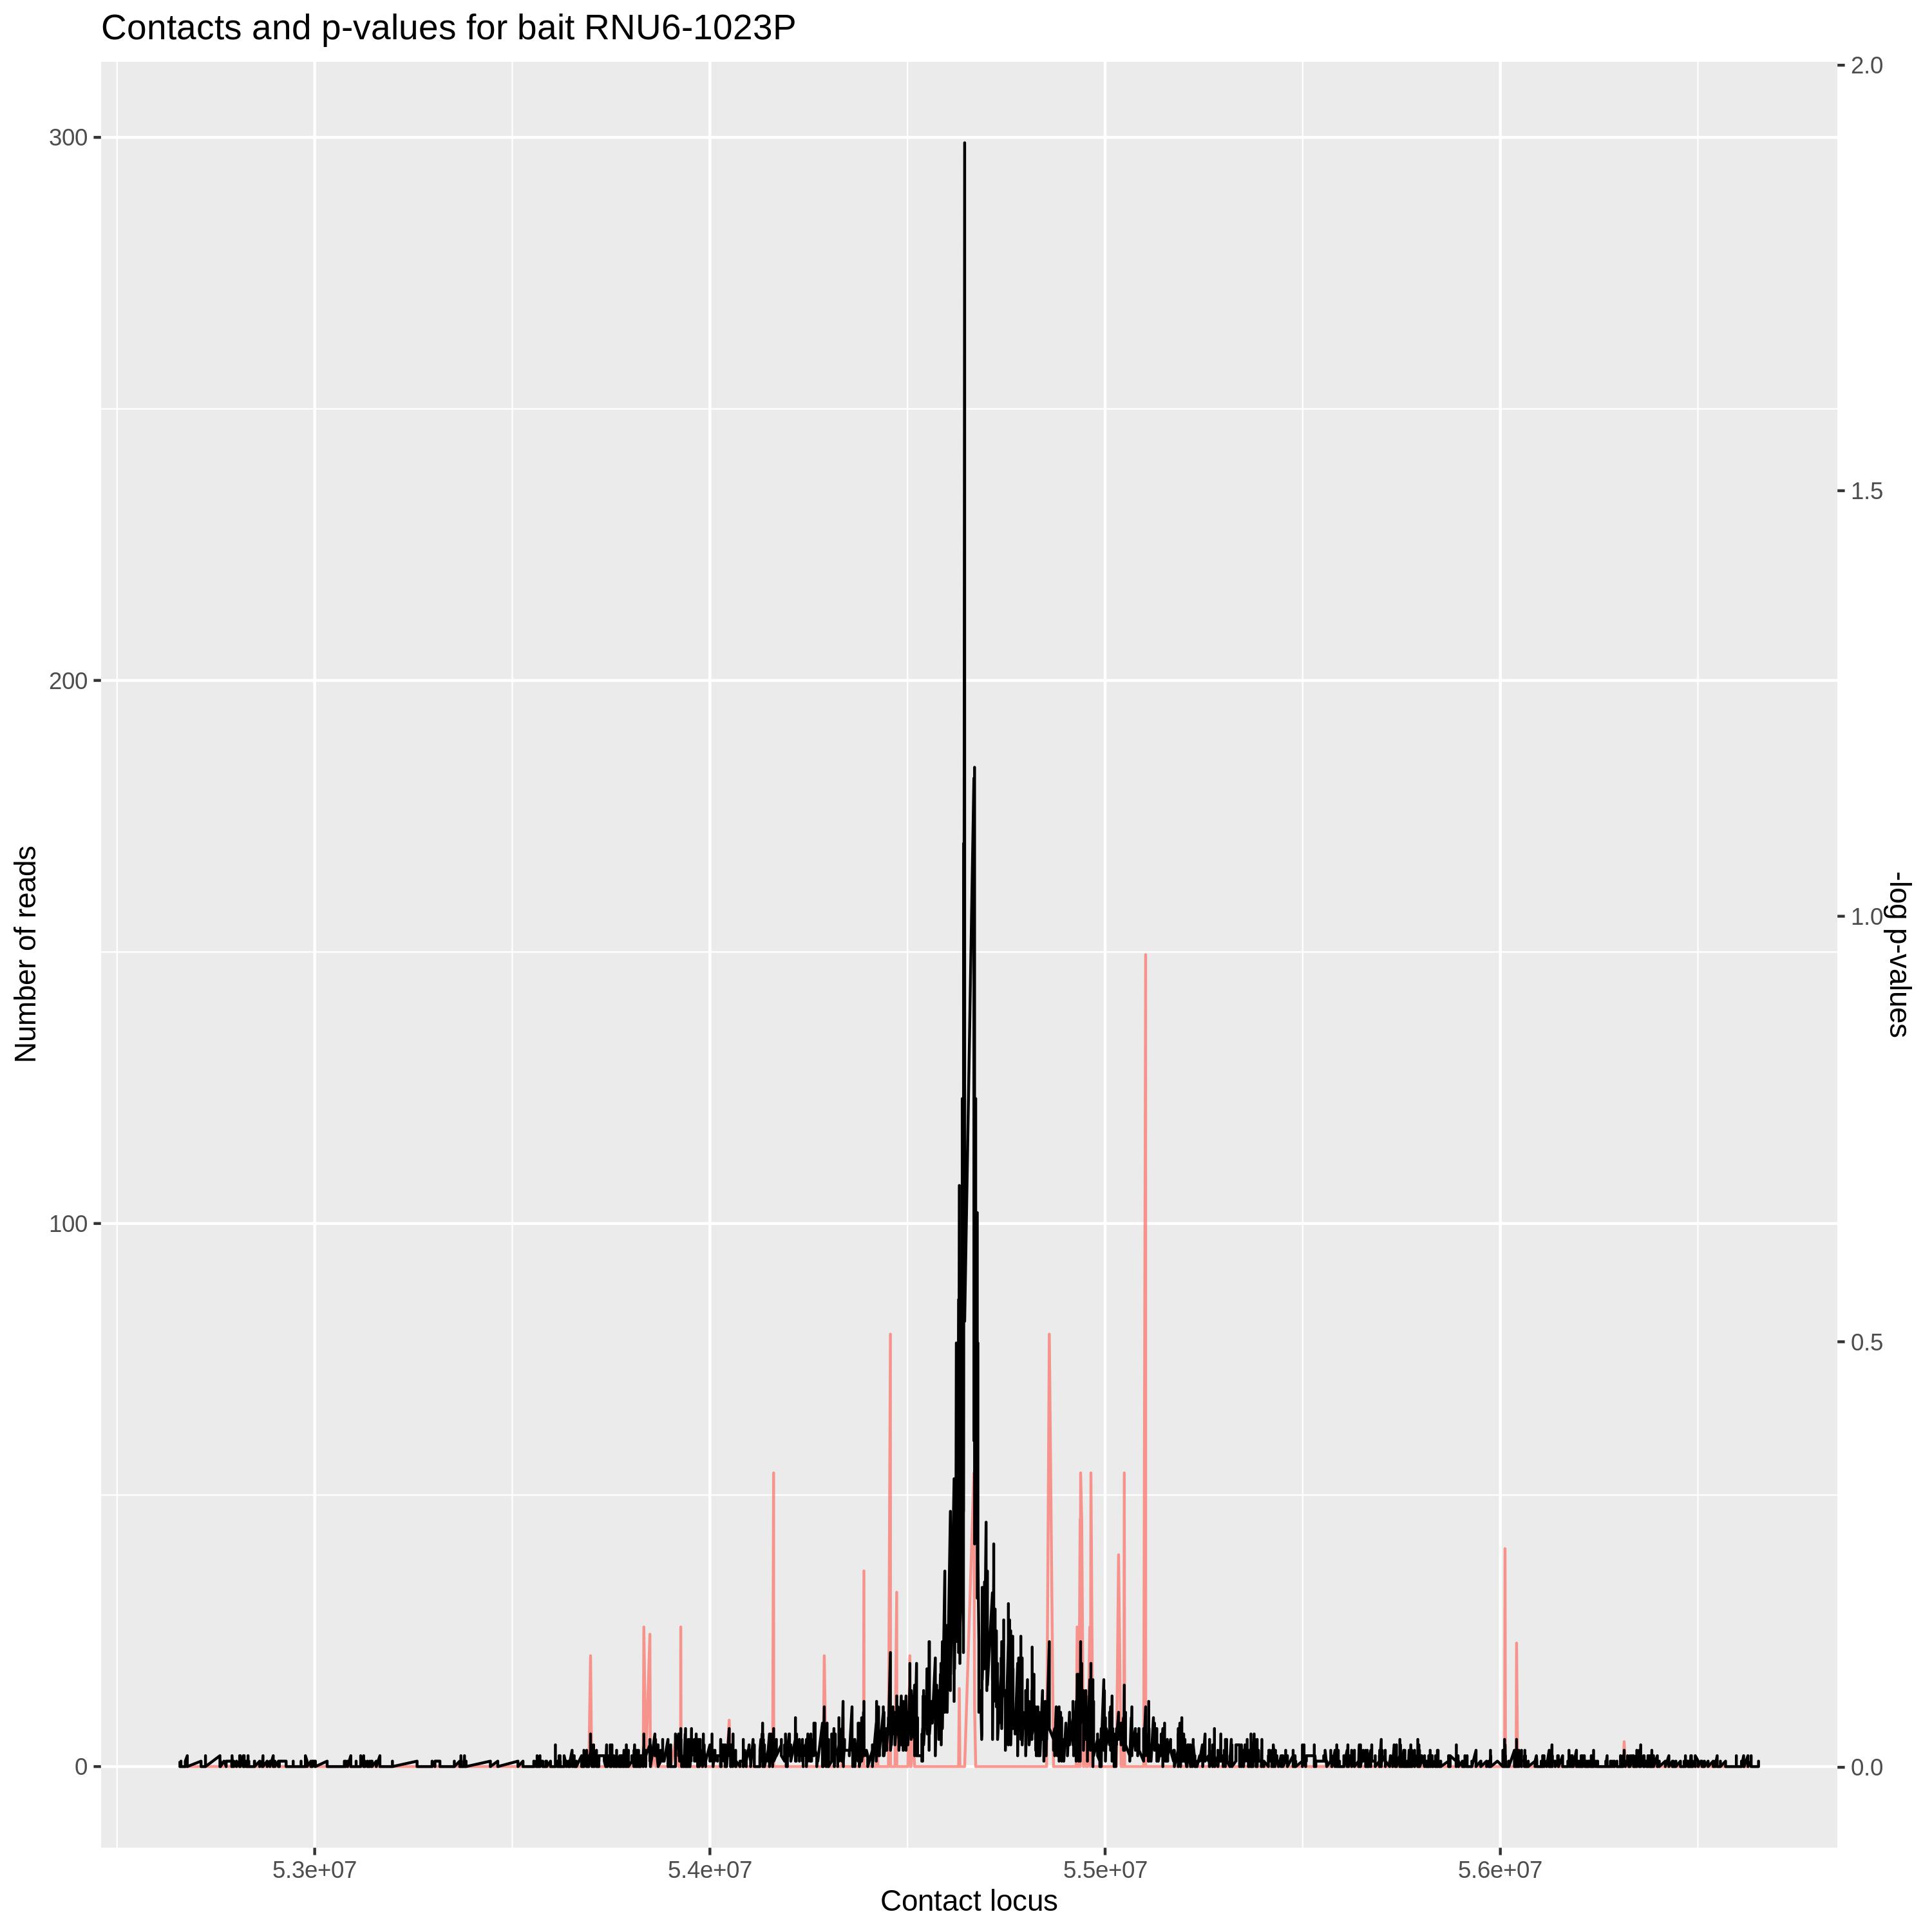 Contacts and p-values for bait RNU6-1023P
Number of reads
300
200
100
0
2.0
1.5
1.0
0.5
0.0
-log p-values
5.3e+07
5.4e+07
5.5e+07
5.6e+07
Contact locus